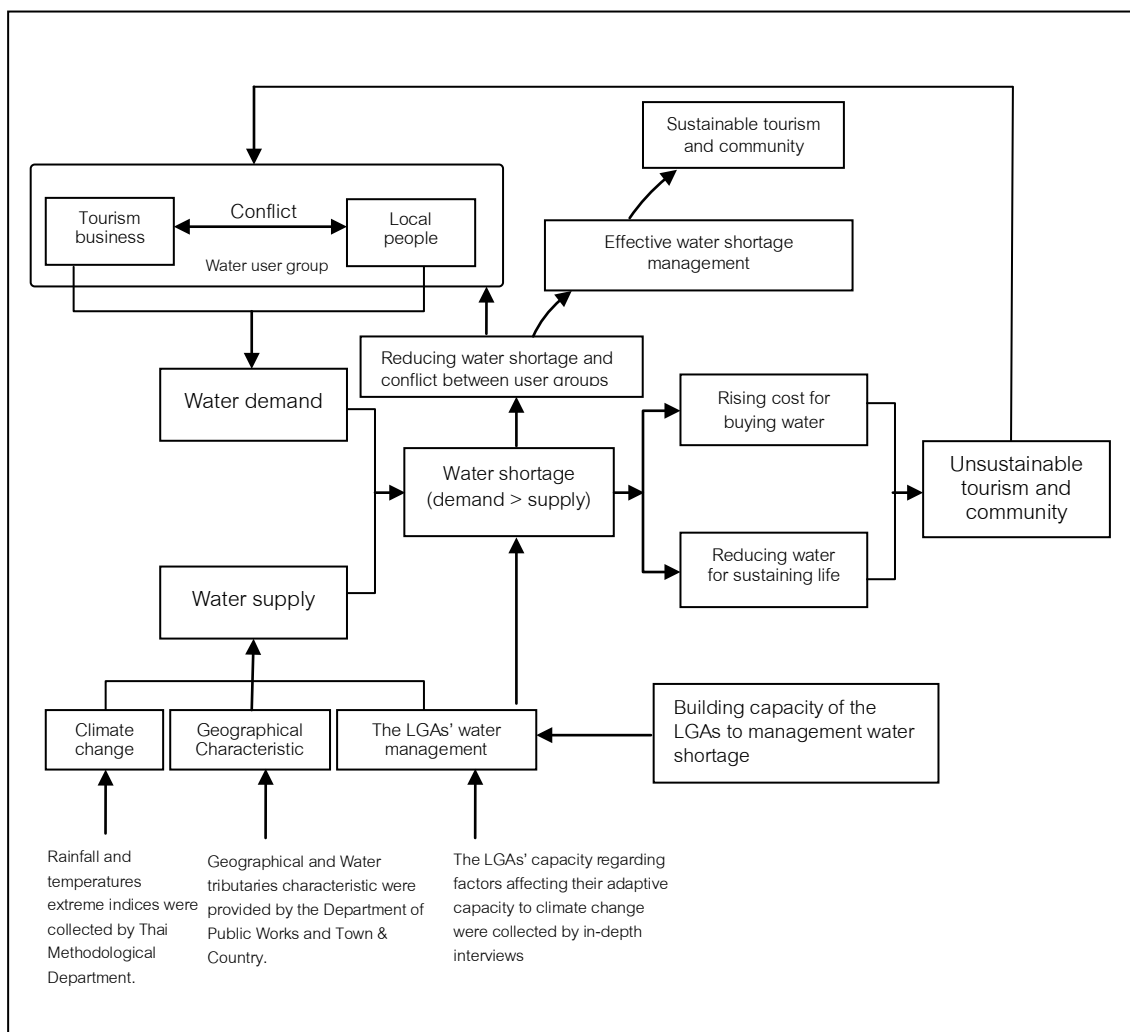 Sustainable tourism
and community
Tourism
business
Conflict
Local
people
Water user group
Effective water shortage
management
Reducing water shortage and
conflict between user groups
Water demand
Rising cost for
buying water
Water shortage
(demand > supply)
Unsustainable
tourism and
community
Reducing water
for sustaining life
Water supply
Climate
change
Geographical
Characteristic
The LGAs' water
management
Building capacity of the
LGAs to management water
shortage
Rainfall and
temperatures
extreme indices were
collected by Thai
Methodological
Department.
Geographical and Water
tributaries characteristic were
provided by the Department of
Public Works and Town &
Country.
The LGAs' capacity regarding
factors affecting their adaptive
capacity to climate change
were collected by in-depth
interviews